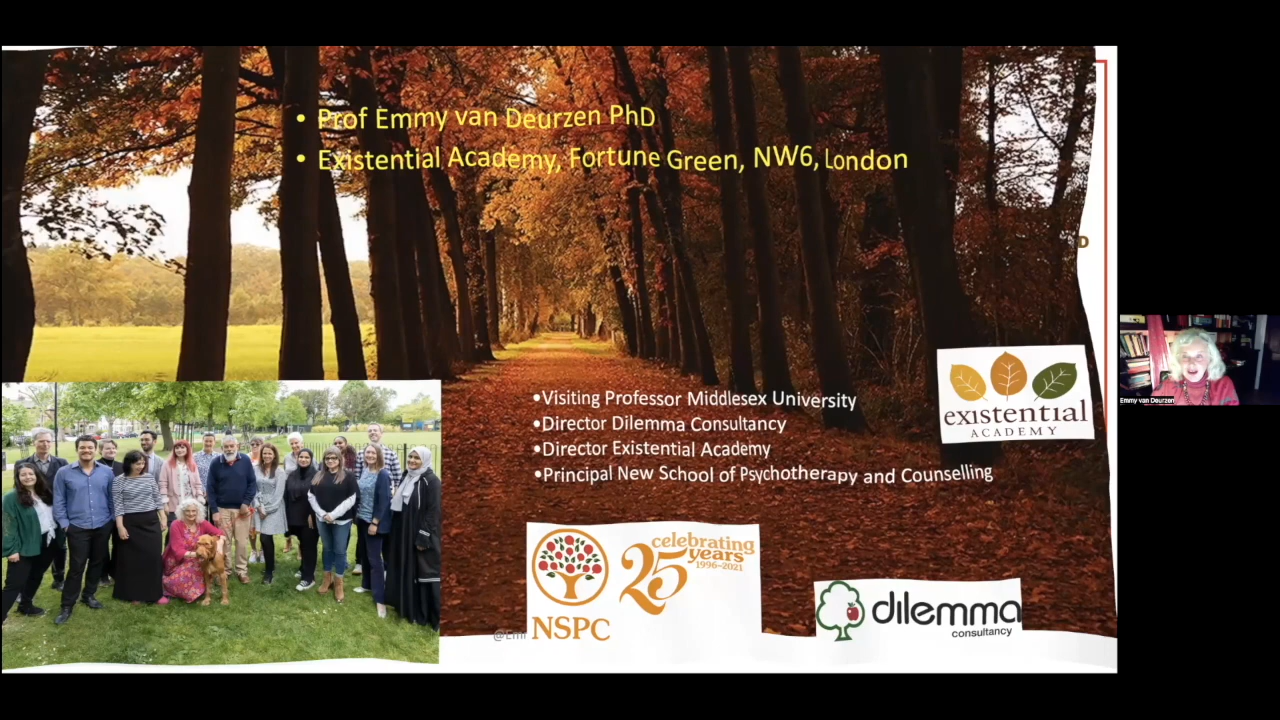 • Prof Emmy van Deurzen PhD
• Existential Academy, Fortune Green, NW6, London
D
•Visiting Professor Middlesex University
•Director Dilemma Consultancy
•Director Existential Academy
•Principal New School of Psychotherapy and Counselling
existential
ACADEMY
celebrating
25 years
1996–2021
NSPC
dilemma
consultancy
Emmy van Deurzen